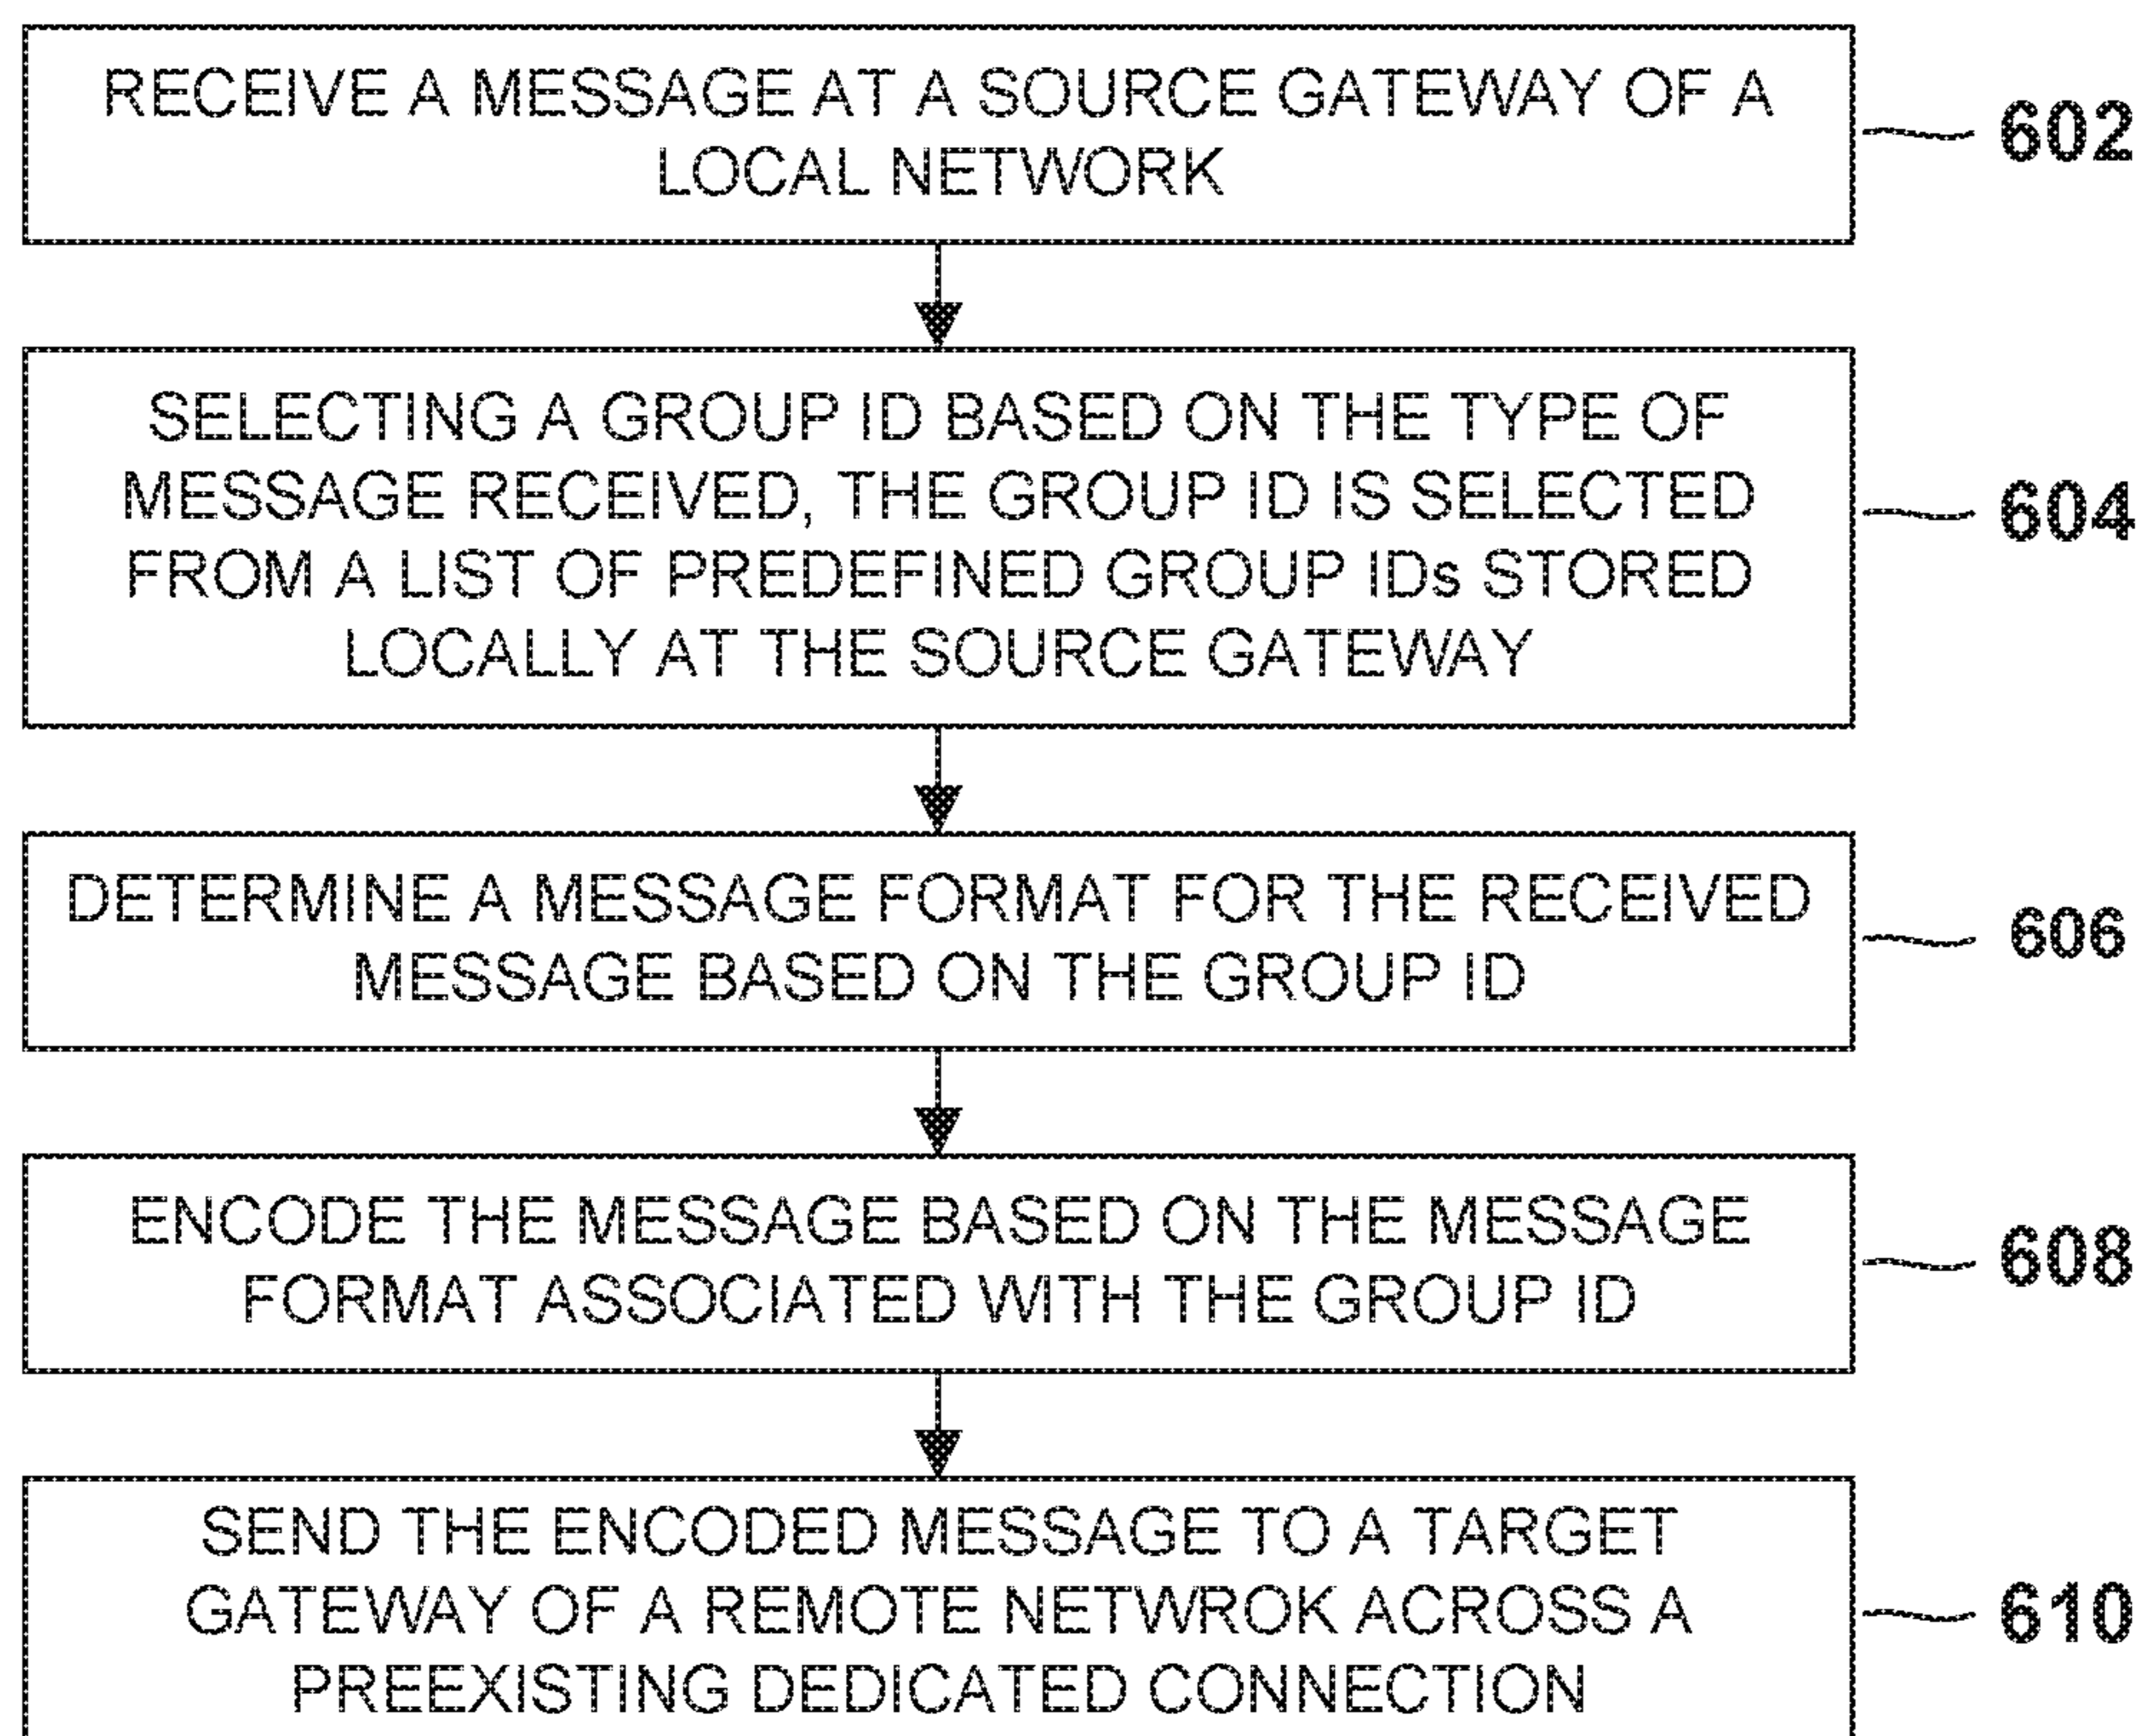 RECEIVE A MESSAGE AT A SOURCE GATEWAY OF A
LOCAL NETWORK
602
SELECTING A GROUP ID BASED ON THE TYPE OF
MESSAGE RECEIVED, THE GROUP ID IS SELECTED
FROM A LIST OF PREDEFINED GROUP IDs STORED
LOCALLY AT THE SOURCE GATEWAY
604
DETERMINE A MESSAGE FORMAT FOR THE RECEIVED
MESSAGE BASED ON THE GROUP ID
606
ENCODE THE MESSAGE BASED ON THE MESSAGE
FORMAT ASSOCIATED WITH THE GROUP ID
608
SEND THE ENCODED MESSAGE TO A TARGET
GATEWAY OF A REMOTE NETWROK ACROSS A
PREEXISTING DEDICATED CONNECTION
610